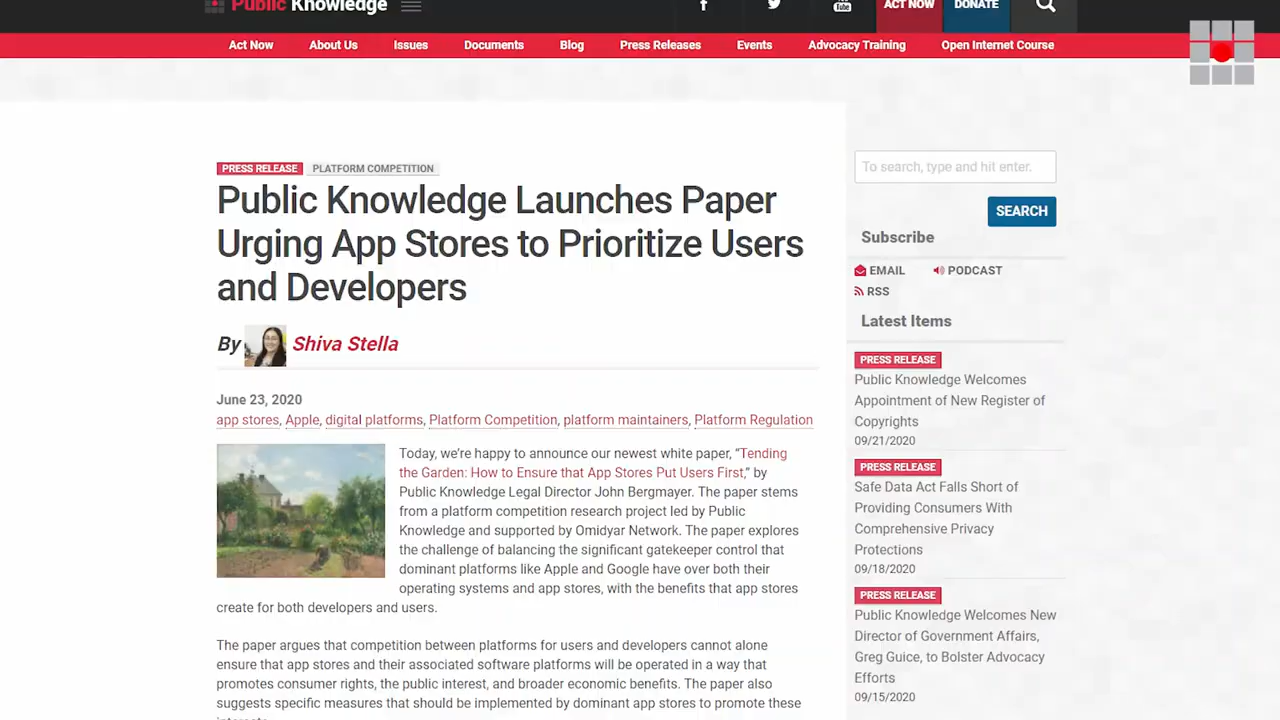 Public Knowledge
ACT NOW
DONATE
Act Now
About Us
Issues
Documents
Blog
Press Releases
Events
Advocacy Training
Open Internet Course
PRESS RELEASE
PLATFORM COMPETITION
Public Knowledge Launches Paper
Urging App Stores to Prioritize Users
and Developers
By Shiva Stella
June 23, 2020
app stores, Apple, digital platforms, Platform Competition, platform maintainers, Platform Regulation
Today, we're happy to announce our newest white paper, “Tending
the Garden: How to Ensure that App Stores Put Users First,” by
Public Knowledge Legal Director John Bergmayer. The paper stems
from a platform competition research project led by Public
Knowledge and supported by Omidyar Network. The paper explores
the challenge of balancing the significant gatekeeper control that
dominant platforms like Apple and Google have over both their
operating systems and app stores, with the benefits that app stores
create for both developers and users.
The paper argues that competition between platforms for users and developers cannot alone
ensure that app stores and their associated software platforms will be operated in a way that
promotes consumer rights, the public interest, and broader economic benefits. The paper also
suggests specific measures that should be implemented by dominant app stores to promote these
To search, type and hit enter.
SEARCH
Subscribe
EMAIL
PODCAST
RSS
Latest Items
PRESS RELEASE
Public Knowledge Welcomes
Appointment of New Register of
Copyrights
09/21/2020
PRESS RELEASE
Safe Data Act Falls Short of
Providing Consumers With
Comprehensive Privacy
Protections
09/18/2020
PRESS RELEASE
Public Knowledge Welcomes New
Director of Government Affairs,
Greg Guice, to Bolster Advocacy
Efforts
09/15/2020